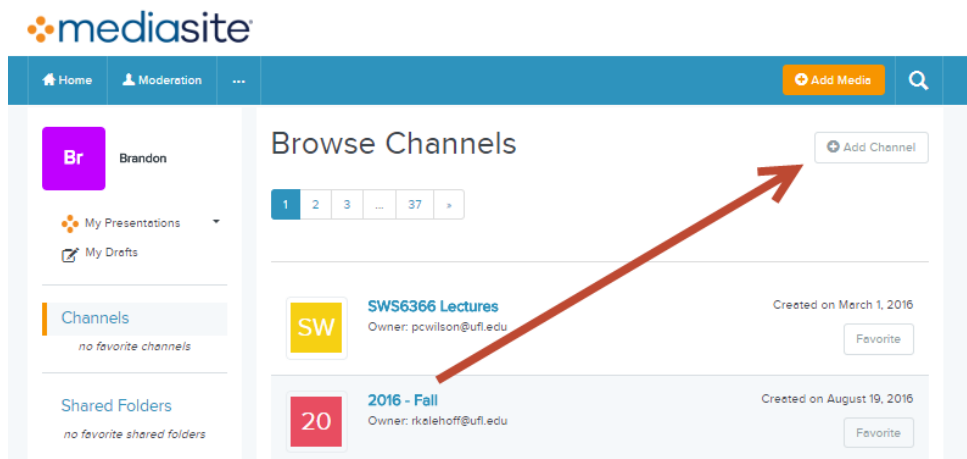 mediasite
Home Moderation ... Add Media
Br Brandon
My Presentations
My Drafts
Channels
no favorite channels
Shared Folders
no favorite shared folders
Browse Channels
Add Channel
1 2 3 ... 37 »
SW
SWS6366 Lectures
Owner: pcwilson@ufl.edu
Created on March 1, 2016
Favorite
20
2016 - Fall
Owner: rkalehoff@ufl.edu
Created on August 19, 2016
Favorite